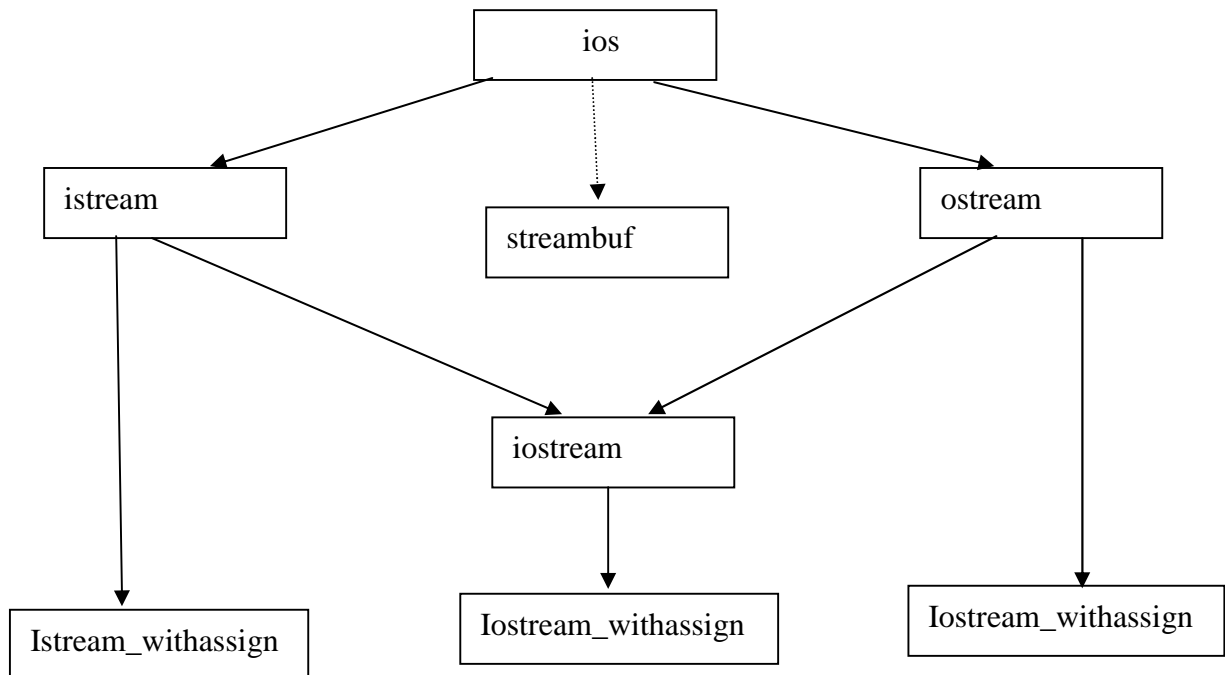 ios
istream
ostream
streambuf
iostream
Istream_withassign
Iostream_withassign
Iostream_withassign